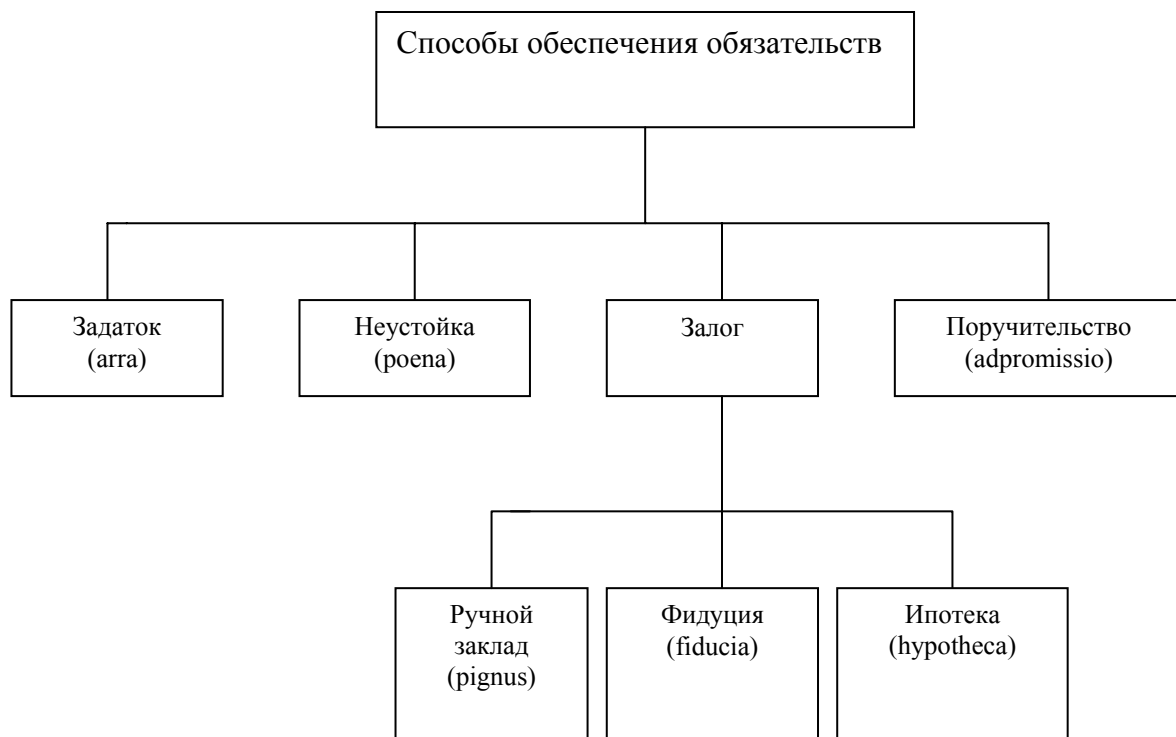 Способы обеспечения обязательств
Задаток
(arra)
Неустойка
(poena)
Залог
Поручительство
(adpromissio)
Ручной
заклад
(pignus)
Фидуция
(fiducia)
Ипотека
(hypotheca)